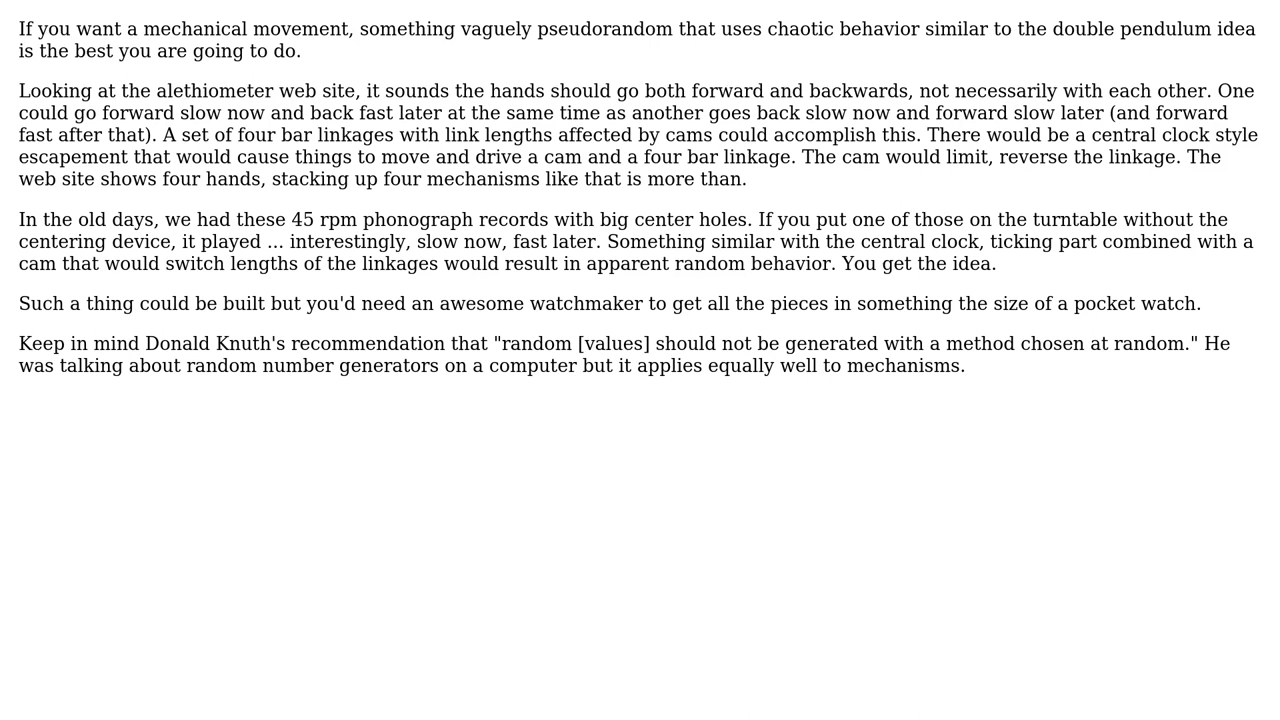 If you want a mechanical movement, something vaguely pseudorandom that uses chaotic behavior similar to the double pendulum idea
is the best you are going to do.
Looking at the alethiometer web site, it sounds the hands should go both forward and backwards, not necessarily with each other. One
could go forward slow now and back fast later at the same time as another goes back slow now and forward slow later (and forward
fast after that). A set of four bar linkages with link lengths affected by cams could accomplish this. There would be a central clock style
escapement that would cause things to move and drive a cam and a four bar linkage. The cam would limit, reverse the linkage. The
web site shows four hands, stacking up four mechanisms like that is more than.
In the old days, we had these 45 rpm phonograph records with big center holes. If you put one of those on the turntable without the
centering device, it played ... interestingly, slow now, fast later. Something similar with the central clock, ticking part combined with a
cam that would switch lengths of the linkages would result in apparent random behavior. You get the idea.
Such a thing could be built but you'd need an awesome watchmaker to get all the pieces in something the size of a pocket watch.
Keep in mind Donald Knuth's recommendation that "random [values] should not be generated with a method chosen at random." He
was talking about random number generators on a computer but it applies equally well to mechanisms.